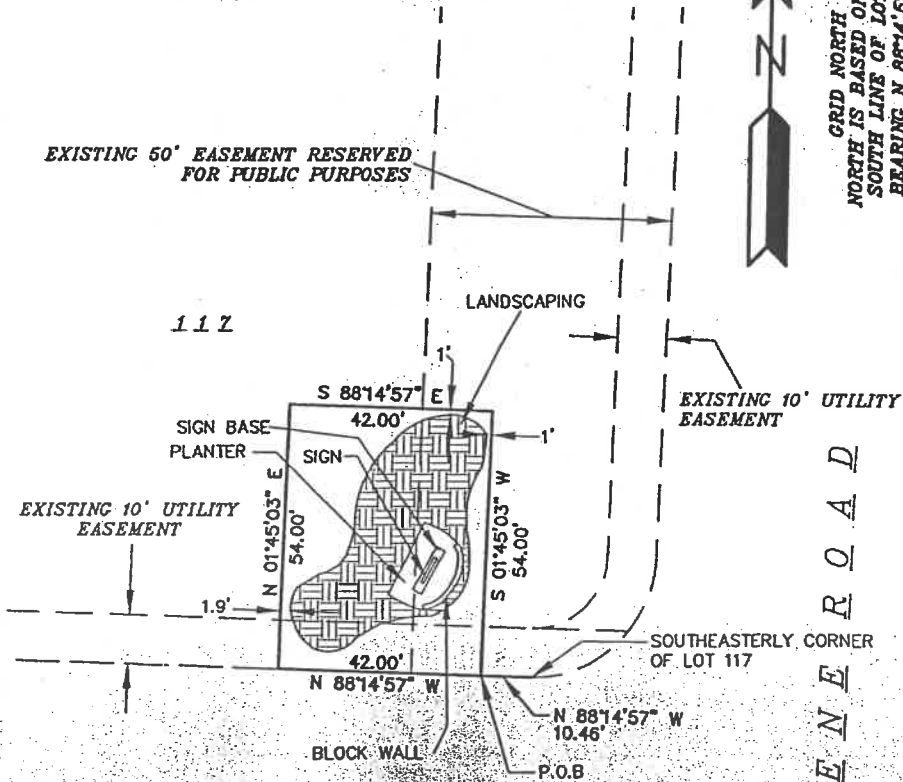 GRID NORTH
NORTH IS BASED
SOUTH LINE OF
BEARING N
N
EXISTING 50' EASEMENT RESERVED
FOR PUBLIC PURPOSES
LANDSCAPING
117
1'
S 88°14'57" E
42.00'
1'
EXISTING 10' UTILITY
EASEMENT
SIGN BASE
PLANTER
SIGN
N 01°45'03" E
54.00'
S 01°45'03" W
54.00'
EXISTING 10' UTILITY
EASEMENT
1.9'
SOUTHEASTERLY CORNER
OF LOT 117
42.00'
N 88°14'57" W
N 88°14'57" W
10.46'
BLOCK WALL
P.O.B
ENE ROAD